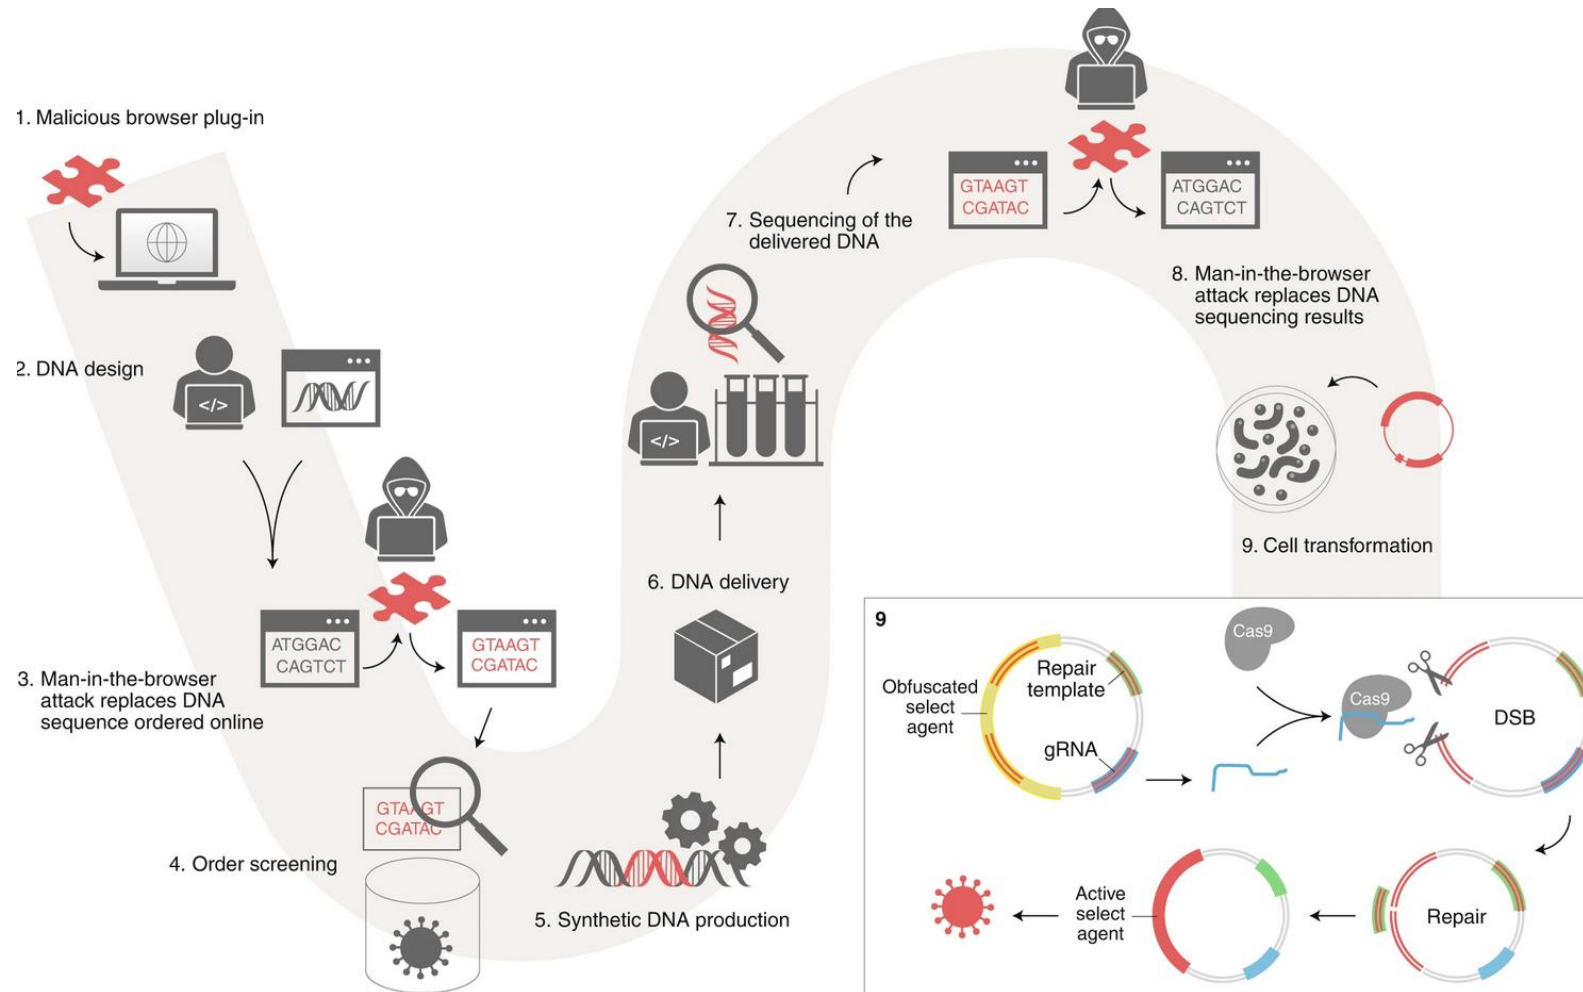 1. Malicious browser plug-in
2. DNA design
</>
ATGGAC
CAGTCT
GTAAGT
CGATAC
3. Man-in-the-browser
attack replaces DNA
sequence ordered online
GTAAGT
CGATAC
4. Order screening
5. Synthetic DNA production
6. DNA delivery
</>
7. Sequencing of the
delivered DNA
GTAAGT
CGATAC
ATGGAC
CAGTCT
8. Man-in-the-browser
attack replaces DNA
sequencing results
9. Cell transformation
9
Obfuscated
select
agent
Repair
template
gRNA
Cas9
Cas9
DSB
Repair
Active
select
agent